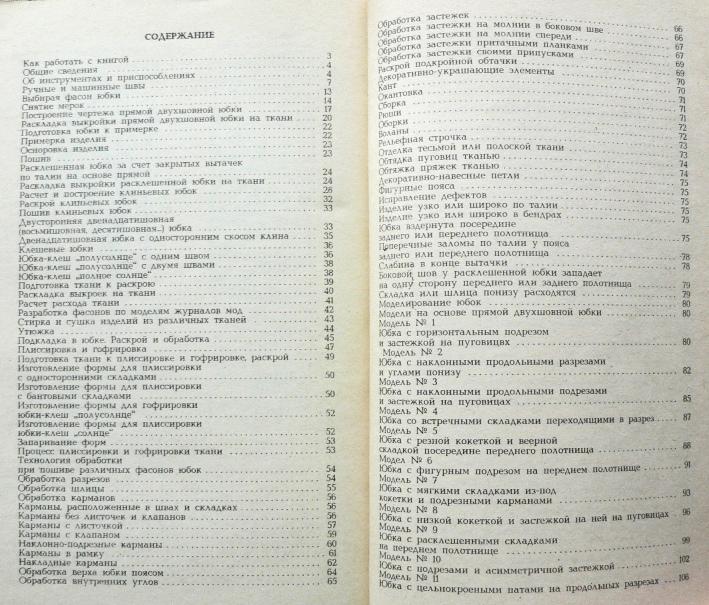 СОДЕРЖАНИЕ
Как работать с книгой 3
Общие сведения 4
Об инструментах и приспособлениях 4
Ручные и машинные швы 7
Выбирая фасон юбки 13
Снятие мерок 14
Построение чертежа прямой двухшовной юбки 17
Раскладка выкройки прямой двухшовной юбки на ткани 20
Подготовка юбки к примерке 22
Примерка изделия 22
Осноровка изделия 23
Пошив 23
Расклешенная юбка за счет закрытых вытачек
по талии на основе прямой 24
Раскладка выкройки расклешенной юбки на ткани 24
Расчет и построение клиньевых юбок 28
Раскрой клиньевых юбок 32
Пошив клиньевых юбок 33
Двусторонняя двенадцатишовная
(восьмишовная, десятишовная...) юбка 33
Двенадцатишовная юбка с односторонним скосом клина 35
Клешевые юбки 36
Юбка-клеш „полусолнце" с одним швом 36
Юбка-клеш „полусолнце" с двумя швами 38
Юбка-клеш „полное солнце" 38
Подготовка ткани к раскрою 39
Раскладка выкроек на ткани 40
Расчет расхода ткани 41
Разработка фасонов по моделям журналов мод 42
Стирка и сушка изделий из различных тканей 43
Утюжка 44
Подкладка в юбке. Раскрой и обработка 45
Плиссировка и гофрировка 47
Подготовка ткани к плиссировке и гофрировке, раскрой 49
Изготовление формы для плиссировки
с односторонними складками 50
Изготовление формы для плиссировки
с бантовыми складками 50
Изготовление формы для гофрировки
юбки-клеш „полусолнце" 52
Изготовление формы для плиссировки
юбки-клеш „солнце" 52
Запаривание форм 53
Процесс плиссировки и гофрировки ткани 53
Технология обработки
при пошиве различных фасонов юбок 54
Обработка разрезов 54
Обработка шлицы 55
Обработка карманов 56
Карманы, расположенные в швах и складках 56
Карманы без листочек и клапанов 56
Карманы с листочкой 57
Карманы с клапаном 59
Наклонно-подрезные карманы 60
Карманы в рамку 61
Накладные карманы 62
Обработка верха юбки поясом 64
Обработка внутренних углов 65
Обработка застежек 66
Обработка застежки на молнии в боковом шве 66
Обработка застежки на молнии спереди 67
Обработка застежки притачными планками 67
Обработка застежки своими припусками 69
Раскрой подкройной обтачки 69
Декоративно-украшающие элементы 70
Кант 70
Окантовка 71
Сборка 71
Рюши 71
Оборки 72
Воланы 72
Рельефная строчка 73
Отделка тесьмой или полоской ткани 73
Обтядка пуговиц тканью 74
Обтяжка пряжек тканью 74
Декоративно-навесные петли 75
Фигурные пояса 75
Исправление дефектов 75
Изделие узко или широко по талии 75
Изделие узко или широко в бендрах 75
Юбка вздернута посередине
заднего или переднего полотнища 75
Поперечные заломы по талии у пояса
заднего или переднего полотнища 78
Слабина в конце вытачки 78
Боковой шов у расклешенной юбки западает
на одну сторону переднего или заднего полотнища 79
Складка или шлица понизу расходятся 79
Моделирование юбок 80
Модели на основе прямой двухшовной юбки 80
Модель № 1
Юбка с горизонтальным подрезом
и застежкой на пуговицвх 80
Модель № 2
Юбка с наклонными продольными разрезами
и углами понизу 82
Модель № 3
Юбка с наклонными продольными подрезами
и застежкой на пуговицах 85
Модель № 4
Юбка со встречными складками переходящими в разрез 87
Модель № 5
Юбка с резной кокеткой и веерной
складкой посередине переднего полотнища 88
Модел № 6
Юбка с фигурным подрезом на переднем полотнище 91
Модель № 7
Юбка с мягкими складками из-под
кокетки и подрезными карманами 93
Модель № 8
Юбка с низкой кокеткой и застежкой на ней на пуговицах 96
Модель № 9
Юбка с расклешенными складками
на переднем полотнище 99
Модель № 10
Юбка с подрезами и асимметричной застежкой 102
Модель № 11
Юбка с цельнокроеными патами на продольных разрезах 106